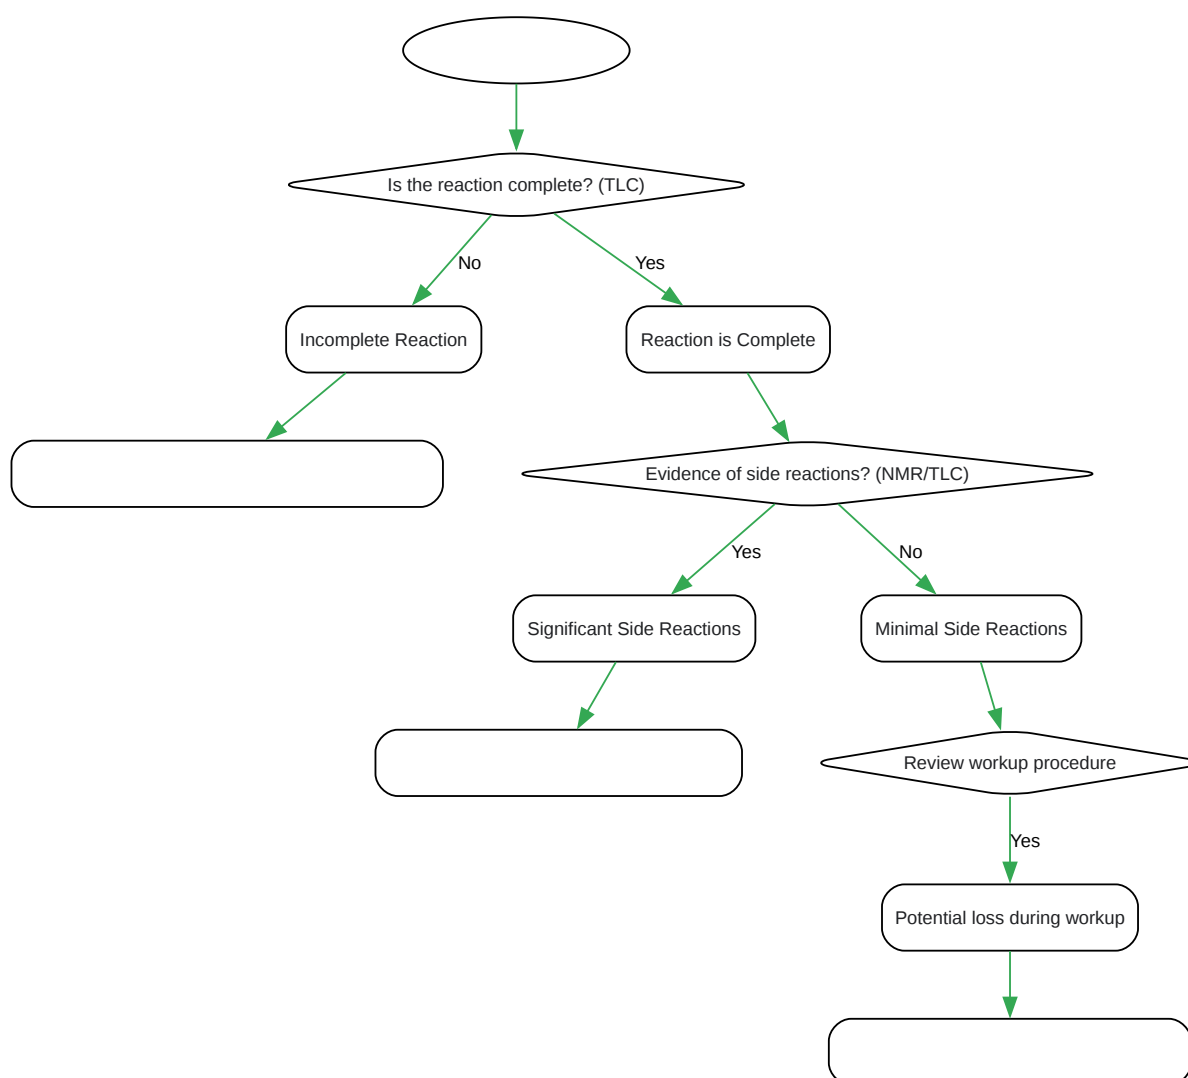 Is the reaction complete? (TLC)
No
Yes
Incomplete Reaction
Reaction is Complete
Evidence of side reactions? (NMR/TLC)
Yes
No
Significant Side Reactions
Minimal Side Reactions
Review workup procedure
Yes
Potential loss during workup